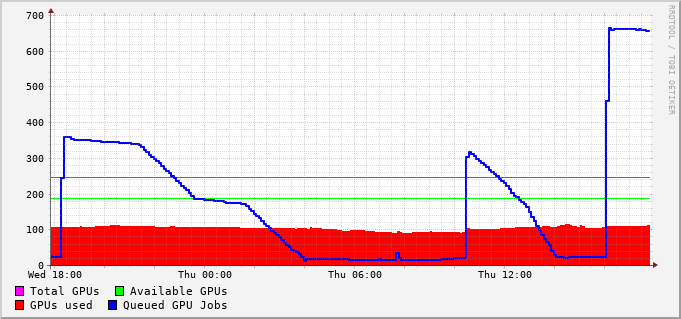 700
600
500
400
300
200
100
0
Wed 18:00 Thu 00:00 Thu 06:00 Thu 12:00
Total GPUs Available GPUs
GPUs used Queued GPU Jobs
RRDTOOL / TOBI OETIKER